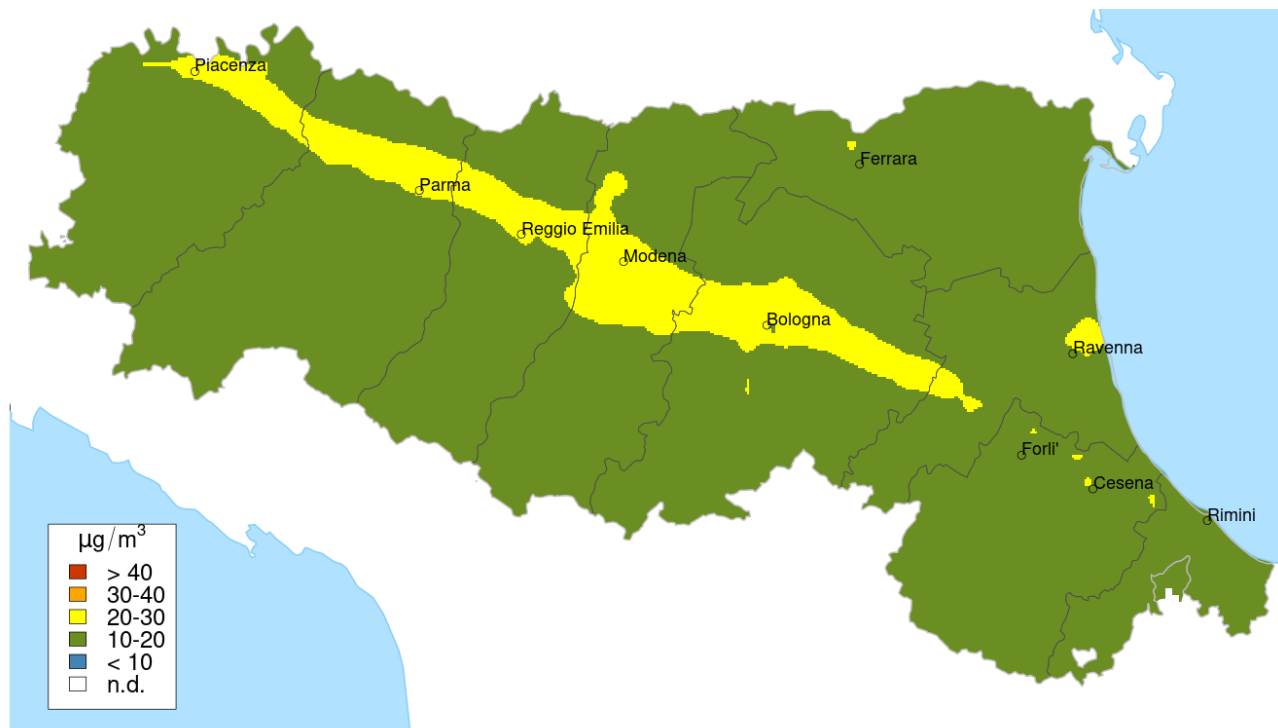 Piacenza
Ferrara
Parma
Reggio Emilia
Modena
Bologna
Ravenna
Forli'
Cesena
Rimini
µg/m³
> 40
30-40
20-30
10-20
< 10
n.d.